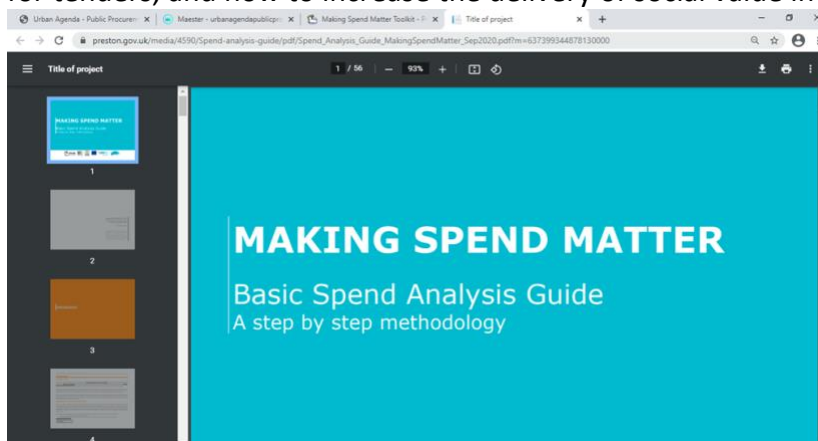 for tenders, and how to increase the delivery of social value in
Urban Agenda - Public Procurem
Maester - urbanagendapublicpro
Making Spend Matter Toolkit -
Title of project
preston.gov.uk/media/4590/Spend-analysis-guide/pdf/Spend_Analysis_Guide_MakingSpendMatter_Sep2020.pdf?m=637399344878130000
Title of project
1 / 56
93%
MAKING SPEND MATTER
1
2
3
4
MAKING SPEND MATTER
Basic Spend Analysis Guide
A step by step methodology